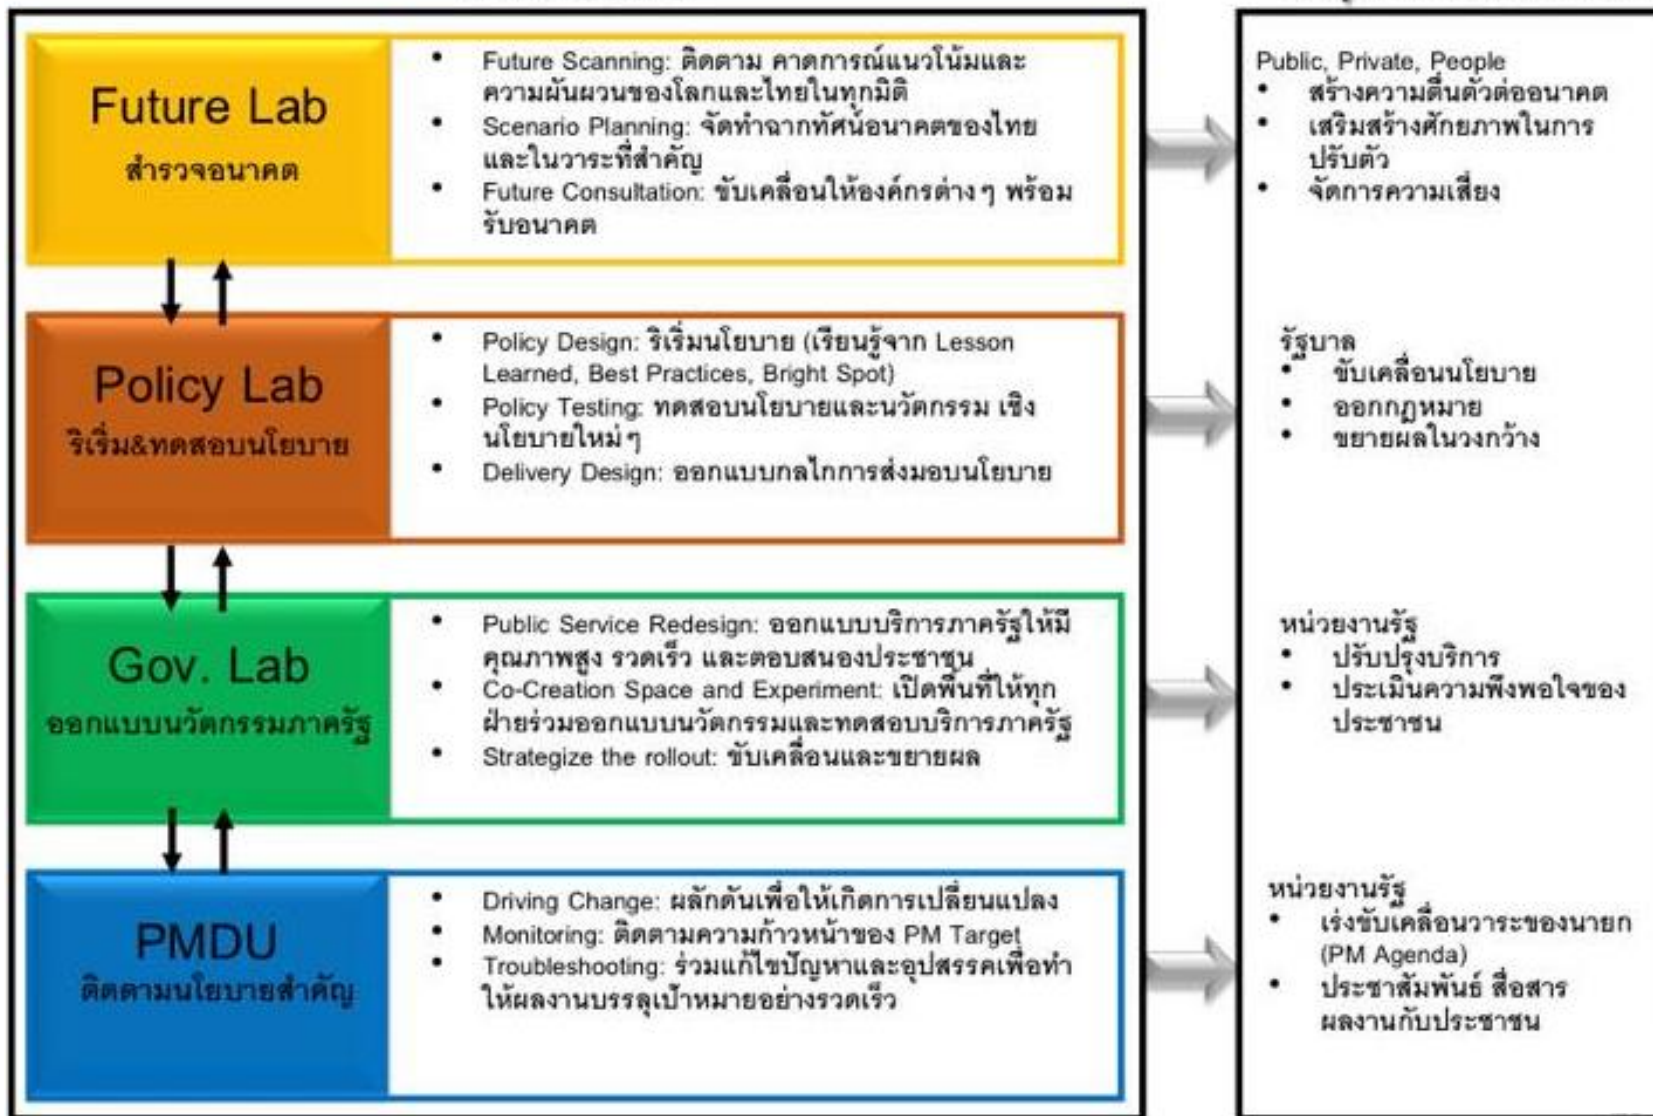 Future Lab
สำรวจอนาคต
• Future Scanning: ติดตาม คาดการณ์แนวโน้มและ
ความผันผวนของโลกและไทยในทุกมิติ
• Scenario Planning: จัดทำฉากทัศน์อนาคตของไทย
และในวาระที่สำคัญ
• Future Consultation: ขับเคลื่อนให้องค์กรต่างๆ พร้อม
รับอนาคต
Public, Private, People
• สร้างความตื่นตัวต่ออนาคต
• เสริมสร้างศักยภาพในการ
ปรับตัว
• จัดการความเสี่ยง
Policy Lab
ริเริ่ม&ทดสอบนโยบาย
• Policy Design: ริเริ่มนโยบาย (เรียนรู้จาก Lesson
Learned, Best Practices, Bright Spot)
• Policy Testing: ทดสอบนโยบายและนวัตกรรม เชิง
นโยบายใหม่ๆ
• Delivery Design: ออกแบบกลไกการส่งมอบนโยบาย
รัฐบาล
• ขับเคลื่อนนโยบาย
• ออกกฎหมาย
• ขยายผลในวงกว้าง
Gov. Lab
ออกแบบนวัตกรรมภาครัฐ
• Public Service Redesign: ออกแบบบริการภาครัฐให้มี
คุณภาพสูง รวดเร็ว และตอบสนองประชาชน
• Co-Creation Space and Experiment: เปิดพื้นที่ให้ทุก
ฝ่ายร่วมออกแบบนวัตกรรมและทดสอบบริการภาครัฐ
• Strategize the rollout: ขับเคลื่อนและขยายผล
หน่วยงานรัฐ
• ปรับปรุงบริการ
• ประเมินความพึงพอใจของ
ประชาชน
PMDU
ติดตามนโยบายสำคัญ
• Driving Change: ผลักดันเพื่อให้เกิดการเปลี่ยนแปลง
• Monitoring: ติดตามความก้าวหน้าของ PM Target
• Troubleshooting: ร่วมแก้ไขปัญหาและอุปสรรคเพื่อทำ
ให้ผลงานบรรลุเป้าหมายอย่างรวดเร็ว
หน่วยงานรัฐ
• เร่งขับเคลื่อนวาระของนายก
(PM Agenda)
• ประชาสัมพันธ์ สื่อสาร
ผลงานกับประชาชน